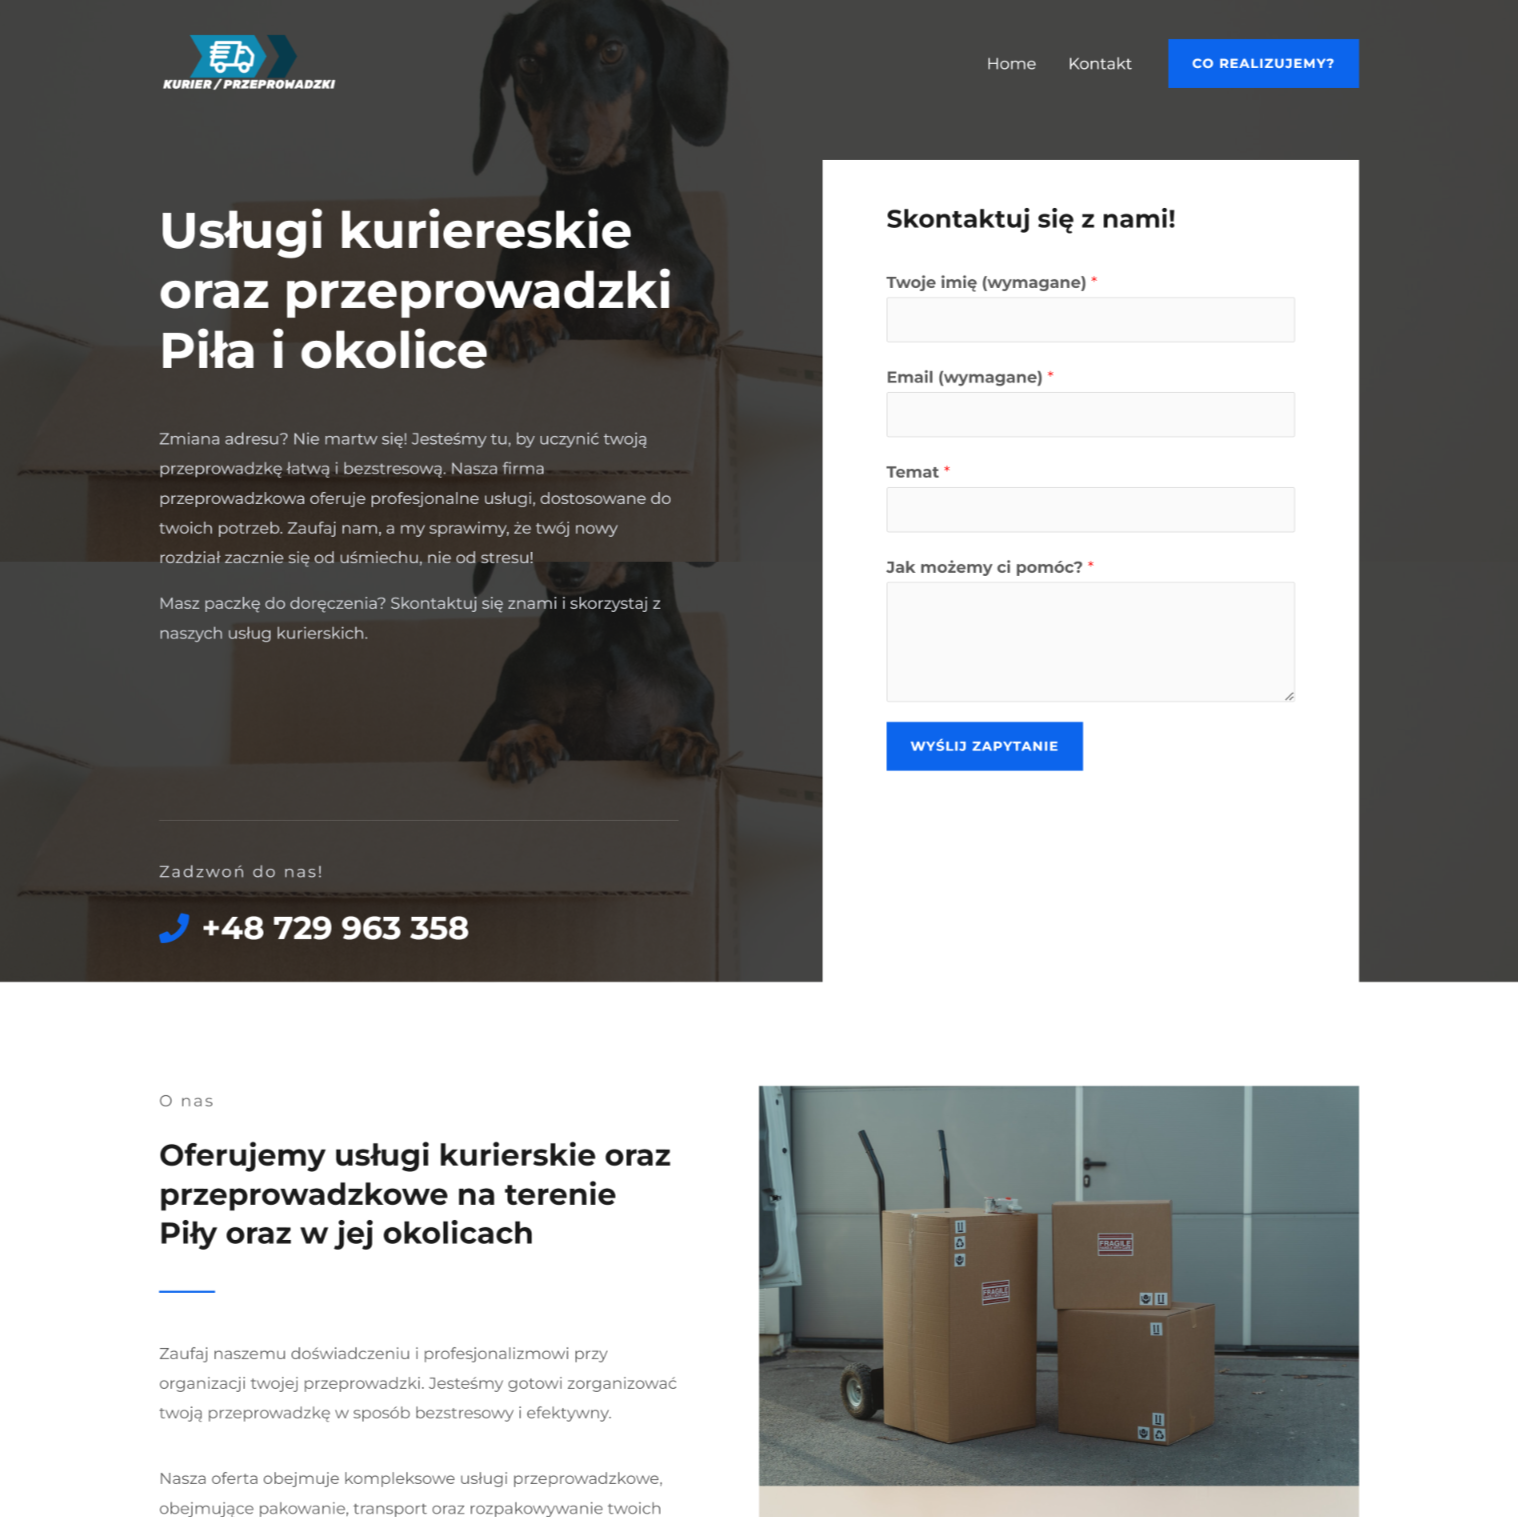 KURIER / PRZEPROWADZKI
Home
Kontakt
CO REALIZUJEMY?
Usługi kuriereskie
oraz przeprowadzki
Piła i okolice
Zmiana adresu? Nie martw się! Jesteśmy tu, by uczynić twoją
przeprowadzkę łatwą i bezstresową. Nasza firma
przeprowadzkowa oferuje profesjonalne usługi, dostosowane do
twoich potrzeb. Zaufaj nam, a my sprawimy, że twój nowy
rozdział zacznie się od uśmiechu, nie od stresu!
Masz paczkę do doręczenia? Skontaktuj się znami i skorzystaj z
naszych usług kurierskich.
Zadzwoń do nas!
+48 729 963 358
Skontaktuj się z nami!
Twoje imię (wymagane) *
Email (wymagane) *
Temat *
Jak możemy ci pomóc? *
WYŚLIJ ZAPYTANIE
O nas
Oferujemy usługi kurierskie oraz
przeprowadzkowe na terenie
Piły oraz w jej okolicach
Zaufaj naszemu doświadczeniu i profesjonalizmowi przy
organizacji twojej przeprowadzki. Jesteśmy gotowi zorganizować
twoją przeprowadzkę w sposób bezstresowy i efektywny.
Nasza oferta obejmuje kompleksowe usługi przeprowadzkowe,
obejmujące pakowanie, transport oraz rozpakowywanie twoich
FRAGILE
FRAGILE